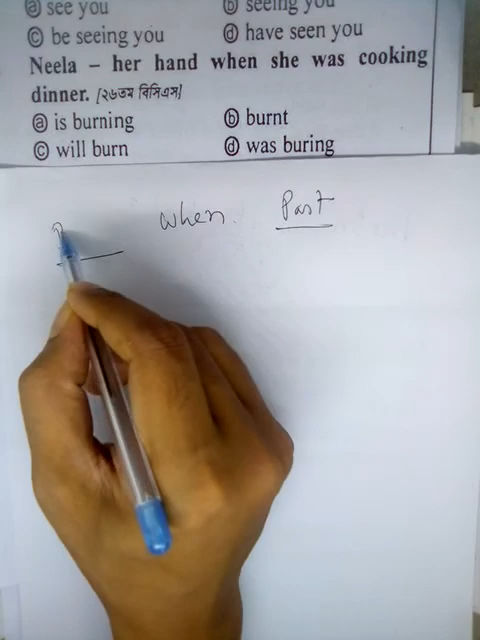 ⓐ see you ⓑ seeing you
ⓒ be seeing you ⓓ have seen you
Neela – her hand when she was cooking
dinner. [২৬তম বিসিএস]
ⓐ is burning ⓑ burnt
ⓒ will burn ⓓ was buring
when Past